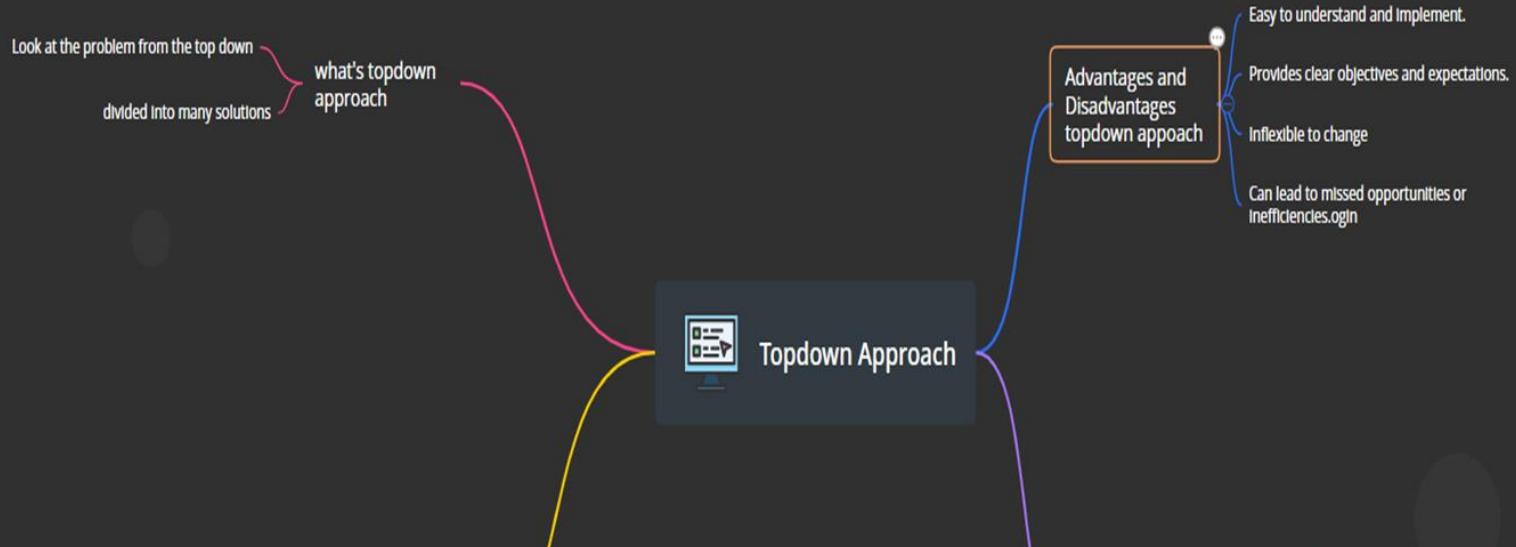 Look at the problem from the top down
divided into many solutions
what's topdown
approach
Topdown Approach
Advantages and
Disadvantages
topdown appoach
Easy to understand and implement.
Provides clear objectives and expectations.
Inflexible to change
Can lead to missed opportunities or
inefficiencies.ogin